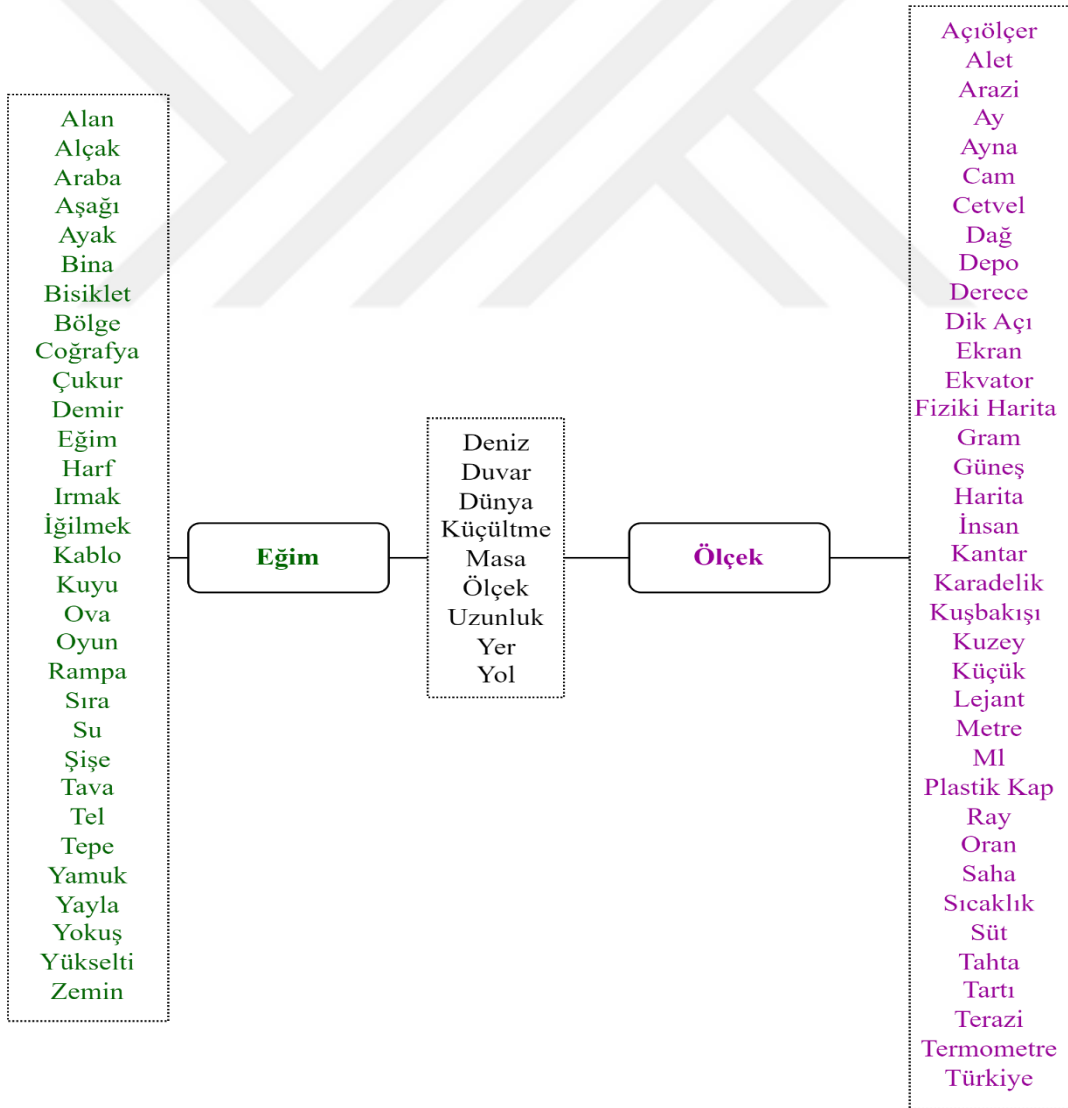 Alan
Alçak
Araba
Aşağı
Ayak
Bina
Bisiklet
Bölge
Coğrafya
Çukur
Demir
Eğim
Harf
Irmak
İğilmek
Kablo
Kuyu
Ova
Oyun
Rampa
Sıra
Su
Şişe
Tava
Tel
Tepe
Yamuk
Yayla
Yokuş
Yükselti
Zemin
Eğim
Deniz
Duvar
Dünya
Küçültme
Masa
Ölçek
Uzunluk
Yer
Yol
Ölçek
Açıölçer
Alet
Arazi
Ay
Ayna
Cam
Cetvel
Dağ
Depo
Derece
Dik Açı
Ekran
Ekvator
Fiziki Harita
Gram
Güneş
Harita
İnsan
Kantar
Karadelik
Kuşbakışı
Kuzey
Küçük
Lejant
Metre
Ml
Plastik Kap
Ray
Oran
Saha
Sıcaklık
Süt
Tahta
Tartı
Terazi
Termometre
Türkiye